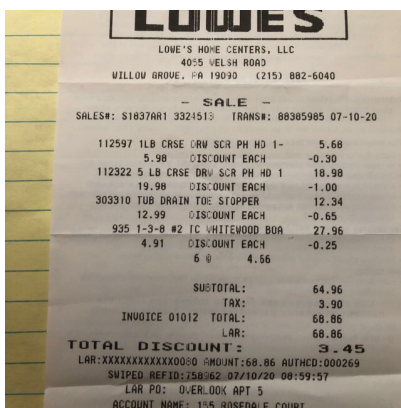 LOWE'S
LOWE'S HOME CENTERS, LLC
4055 WELSH ROAD
WILLOW GROVE, PA 19090 (215) 882-6040
- SALE -
SALES#: S1837AR1 3324513 TRANS#: 88385985 07-10-20
112597 1LB CRSE DRW SCR PH HD 1- 5.68
5.98 DISCOUNT EACH -0.30
112322 5 LB CRSE DRW SCR PH HD 1 18.98
19.98 DISCOUNT EACH -1.00
303310 TUB DRAIN TOE STOPPER 12.34
12.99 DISCOUNT EACH -0.65
935 1-3-8 #2 TC WHITEWOOD BOA 27.96
4.91 DISCOUNT EACH -0.25
6 @ 4.66
SUBTOTAL: 64.96
TAX: 3.90
INVOICE 01012 TOTAL: 68.86
LAR: 68.86
TOTAL DISCOUNT: 3.45
LAR:XXXXXXXXXXXX0080 AMOUNT:68.86 AUTHCD:000269
SWIPED REFID:758962 07/10/20 08:59:57
LAR PO: OVERLOOK APT 5
ACCOUNT NAME: 155 ROSEDALE COURT